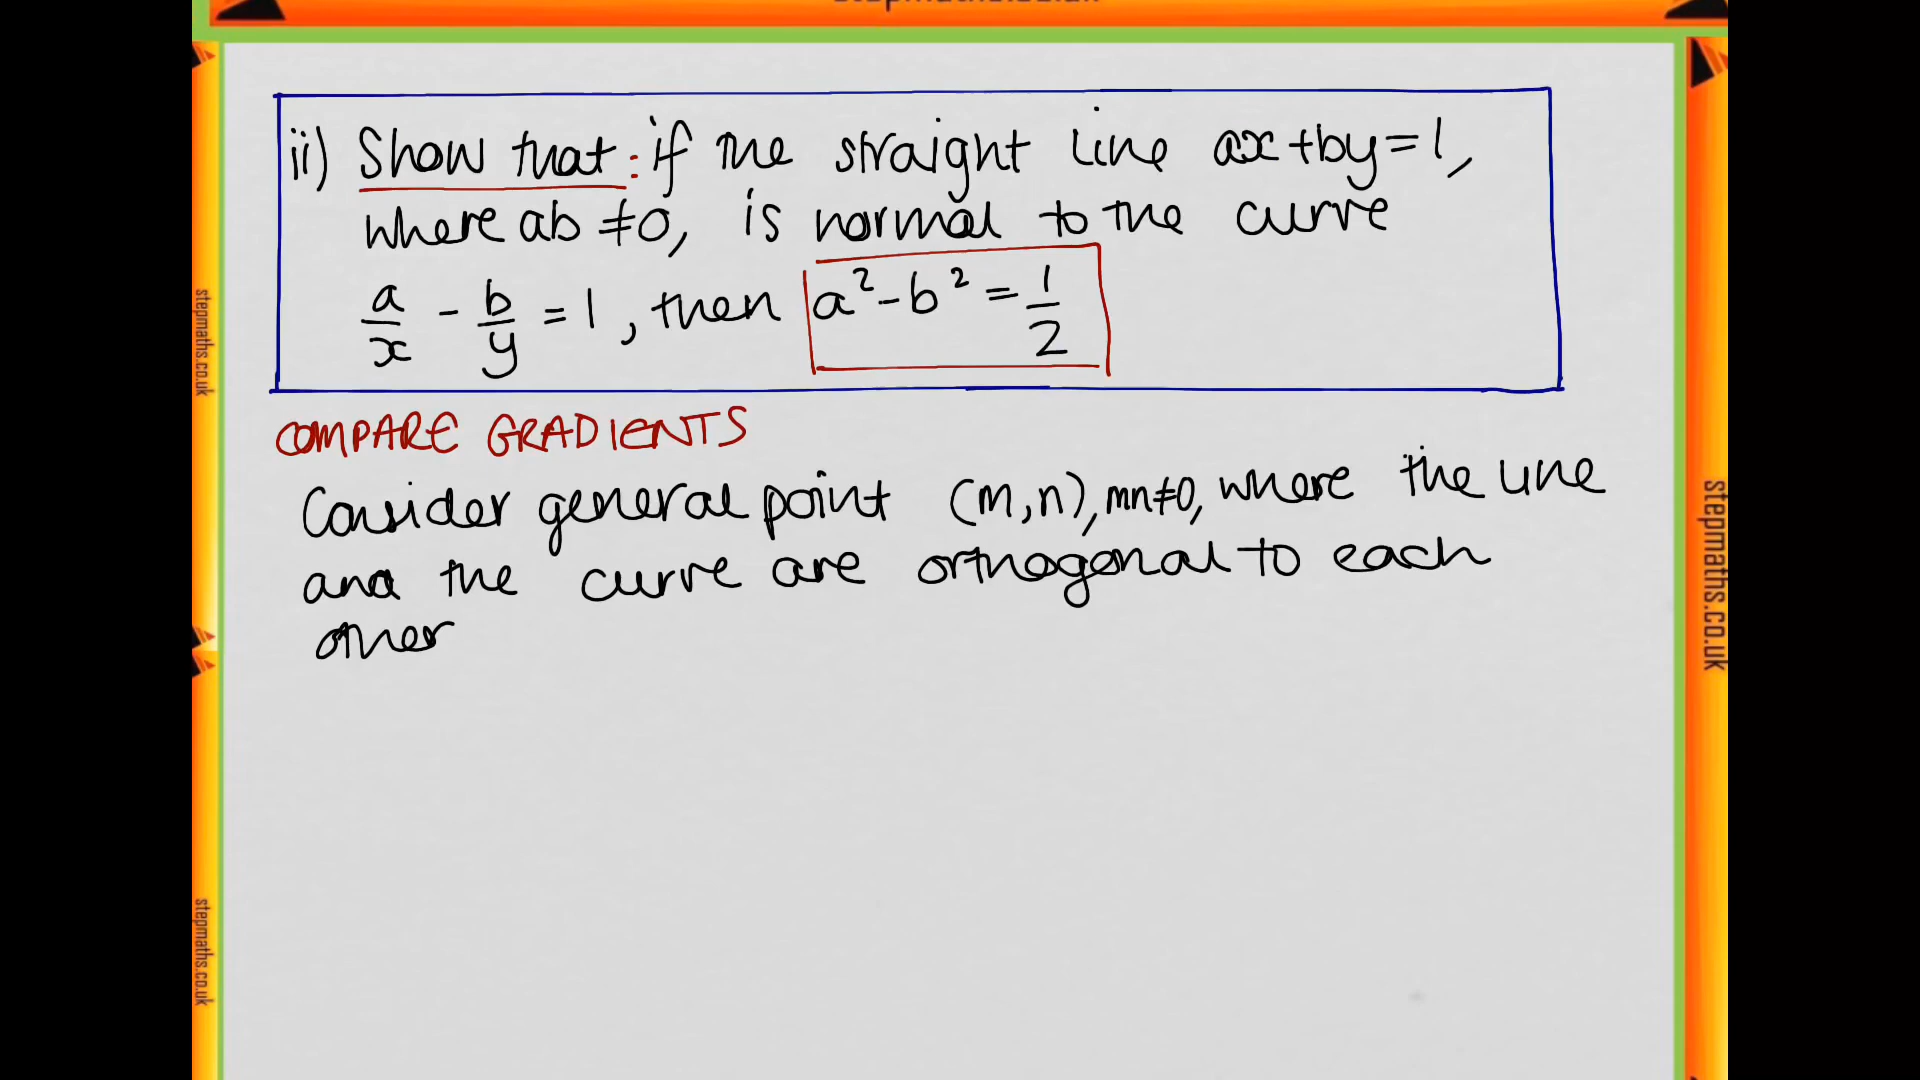 ii) Show that: if the straight line ax+by=1,
where ab≠0, is normal to the curve
a/x - b/y = 1, then a² - b² = 1/2
COMPARE GRADIENTS
Consider general point (m,n), mn≠0, where the line
and the curve are orthogonal to each
other
stepmaths.co.uk
stepmaths.co.uk
stepmaths.co.uk